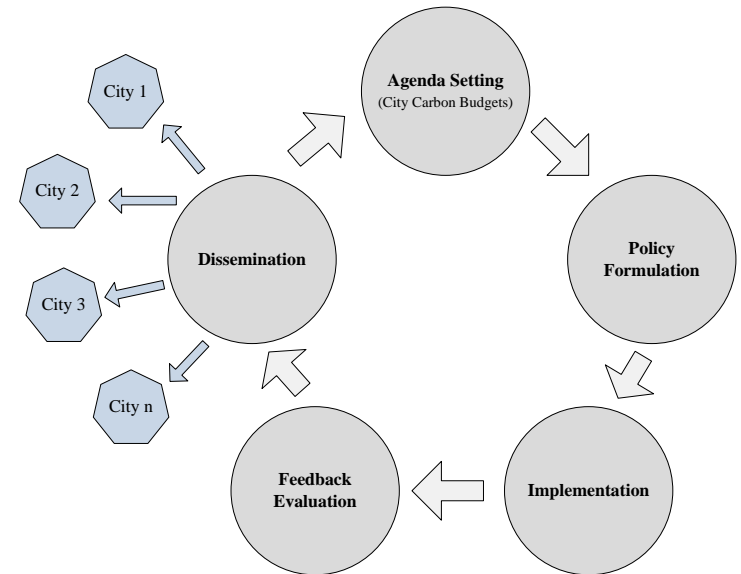 Agenda Setting
(City Carbon Budgets)
City 1
City 2
Policy
Formulation
Dissemination
City 3
City n
Feedback
Evaluation
Implementation